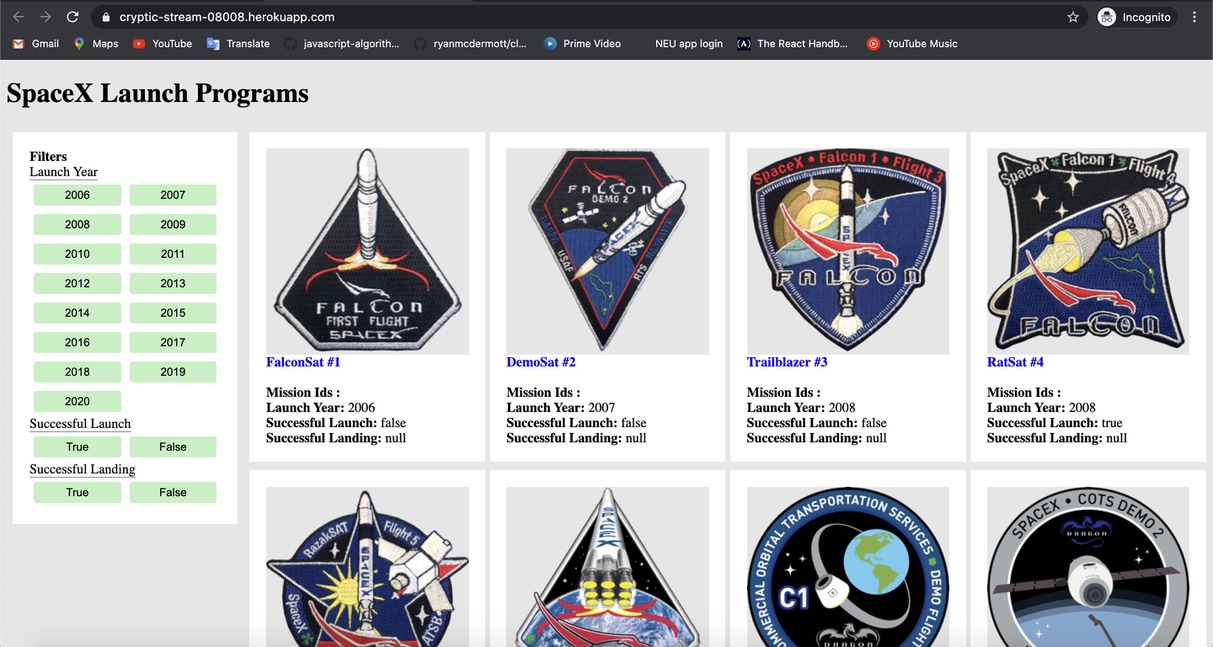 cryptic-stream-08008.herokuapp.com
Incognito
Gmail
Maps
YouTube
Translate
javascript-algorith...
ryanmcdermott/cl...
Prime Video
NEU app login
The React Handb...
YouTube Music
SpaceX Launch Programs
Filters
Launch Year
2006 2007
2008 2009
2010 2011
2012 2013
2014 2015
2016 2017
2018 2019
2020
Successful Launch
True False
Successful Landing
True False
FALCON
FIRST FLIGHT
SPACEX
FalconSat #1
Mission Ids :
Launch Year: 2006
Successful Launch: false
Successful Landing: null
FALCON
DEMO 2
SPACEX
USAF
RTS
DemoSat #2
Mission Ids :
Launch Year: 2007
Successful Launch: false
Successful Landing: null
SpaceX • Falcon 1 • Flight 3
SPACEX
FALCON
Trailblazer #3
Mission Ids :
Launch Year: 2008
Successful Launch: false
Successful Landing: null
SpaceX Falcon 1 Flight 4
FALCON
FALCON
RatSat #4
Mission Ids :
Launch Year: 2008
Successful Launch: true
Successful Landing: null
RazakSAT Flight 5
SPACEX
SpaceX
ATSB
SPACEX
COMMERCIAL ORBITAL TRANSPORTATION SERVICES
DEMO FLIGHT
C1
DRAGON
SPACEX • COTS DEMO 2
DRAGON